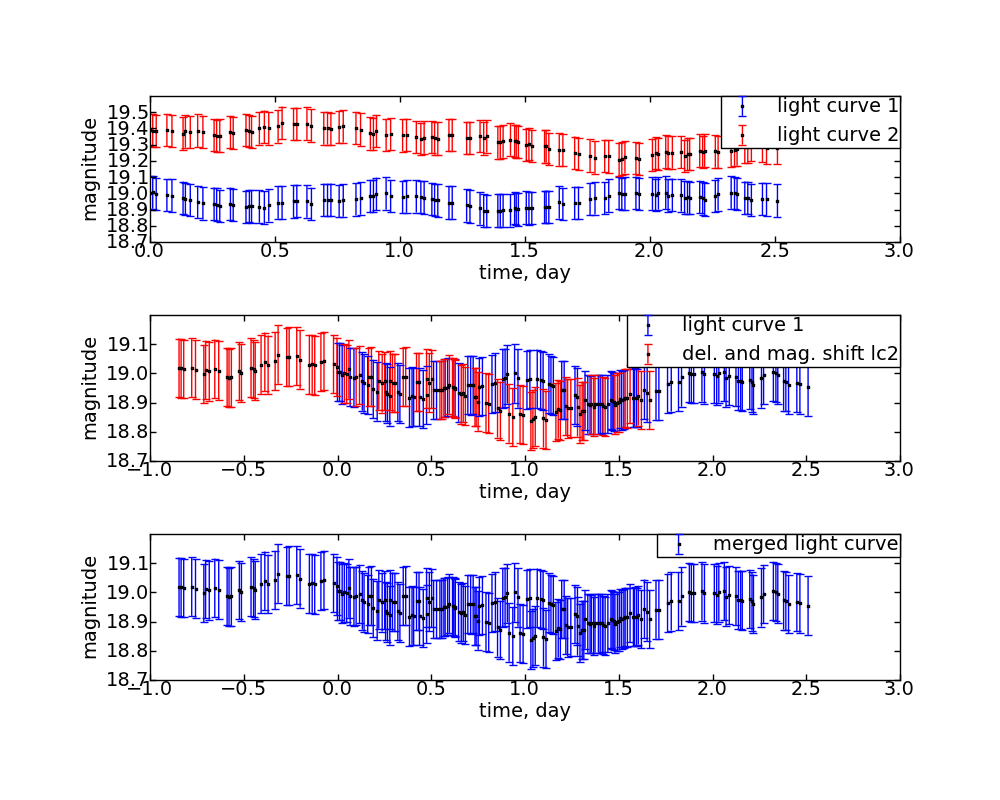 19.5
19.4
19.3
19.2
19.1
19.0
18.9
18.8
18.7
magnitude
light curve 1
light curve 2
0.0 0.5 1.0 1.5 2.0 2.5 3.0
time, day
19.1
19.0
18.9
18.8
18.7
magnitude
light curve 1
del. and mag. shift lc2
−1.0 −0.5 0.0 0.5 1.0 1.5 2.0 2.5 3.0
time, day
19.1
19.0
18.9
18.8
18.7
magnitude
merged light curve
−1.0 −0.5 0.0 0.5 1.0 1.5 2.0 2.5 3.0
time, day